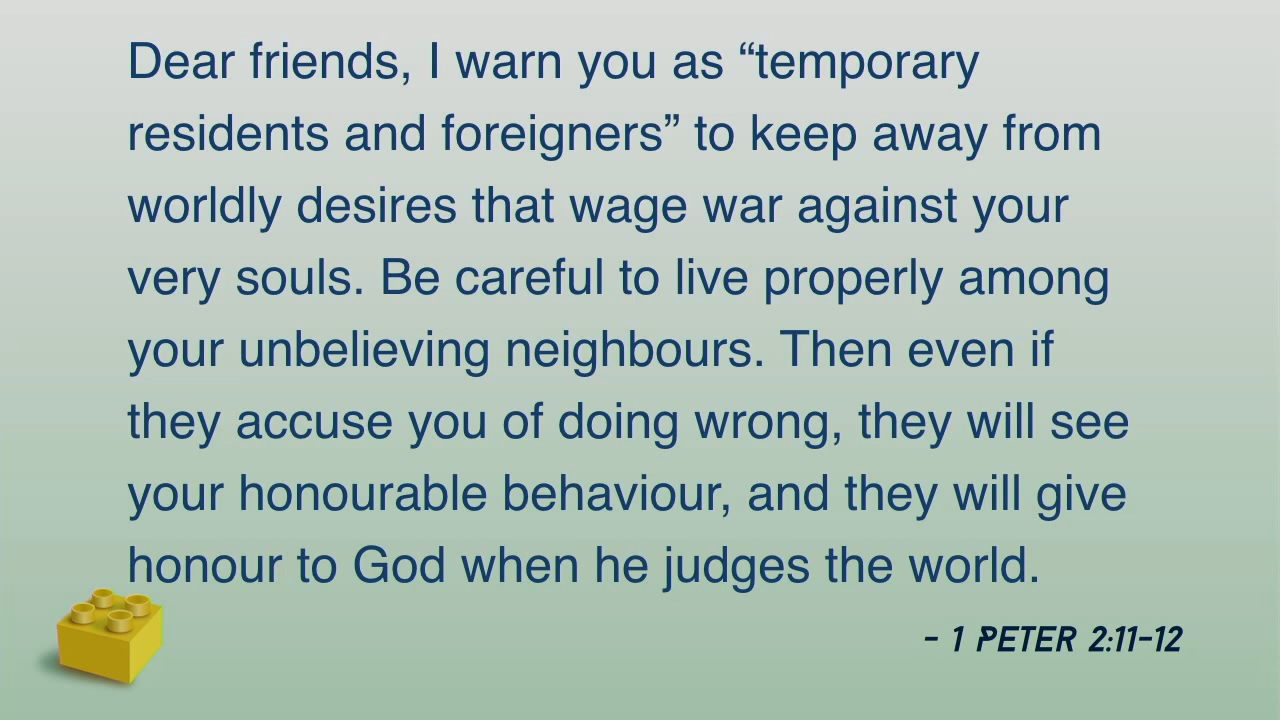 Dear friends, I warn you as “temporary
residents and foreigners” to keep away from
worldly desires that wage war against your
very souls. Be careful to live properly among
your unbelieving neighbours. Then even if
they accuse you of doing wrong, they will see
your honourable behaviour, and they will give
honour to God when he judges the world.
- 1 PETER 2:11-12